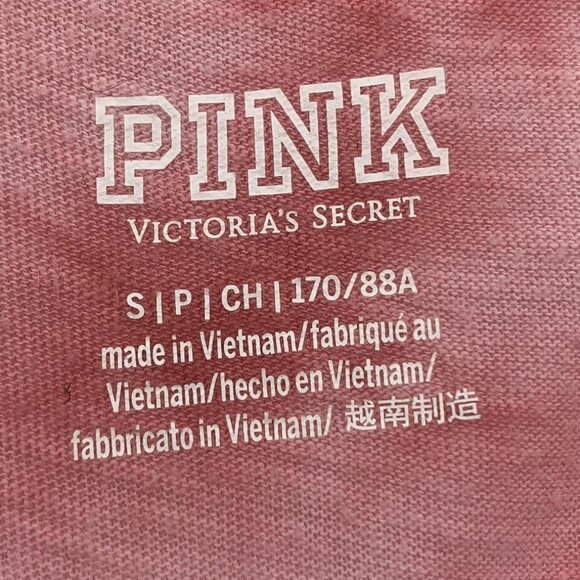 PINK
VICTORIA'S SECRET
S | P | CH | 170/88A
made in Vietnam/fabriqué au
Vietnam/hecho en Vietnam/
fabbricato in Vietnam/ 越南制造